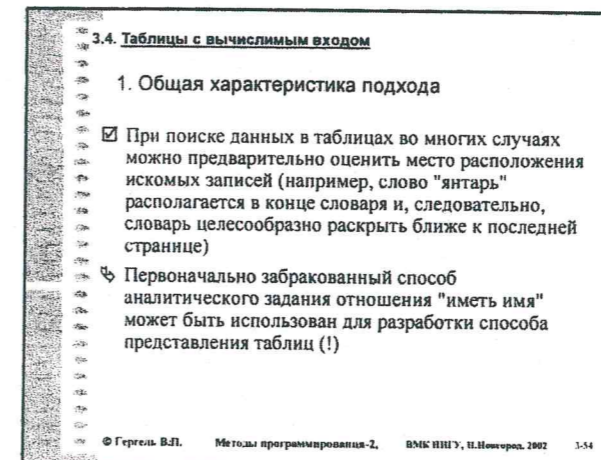 3.4. Таблицы с вычислимым входом
1. Общая характеристика подхода
☑ При поиске данных в таблицах во многих случаях
можно предварительно оценить место расположения
искомых записей (например, слово "янтарь"
располагается в конце словаря и, следовательно,
словарь целесообразно раскрыть ближе к последней
странице)
Первоначально забракованный способ
аналитического задания отношения "иметь имя"
может быть использован для разработки способа
представления таблиц (!)
© Гергель В.П. Методы программирования-2, ВМК ННГУ, Н.Новгород, 2002 3-54